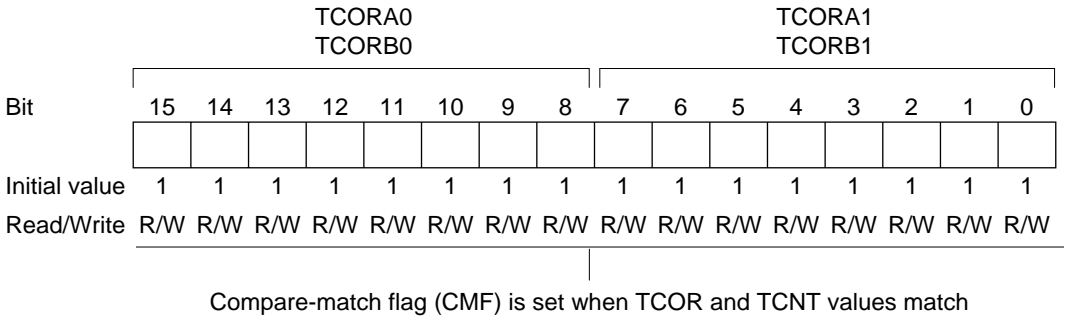 TCORA0 TCORA1
TCORB0 TCORB1
Bit 15 14 13 12 11 10 9 8 7 6 5 4 3 2 1 0
Initial value 1 1 1 1 1 1 1 1 1 1 1 1 1 1 1 1
Read/Write R/W R/W R/W R/W R/W R/W R/W R/W R/W R/W R/W R/W R/W R/W R/W R/W
Compare-match flag (CMF) is set when TCOR and TCNT values match